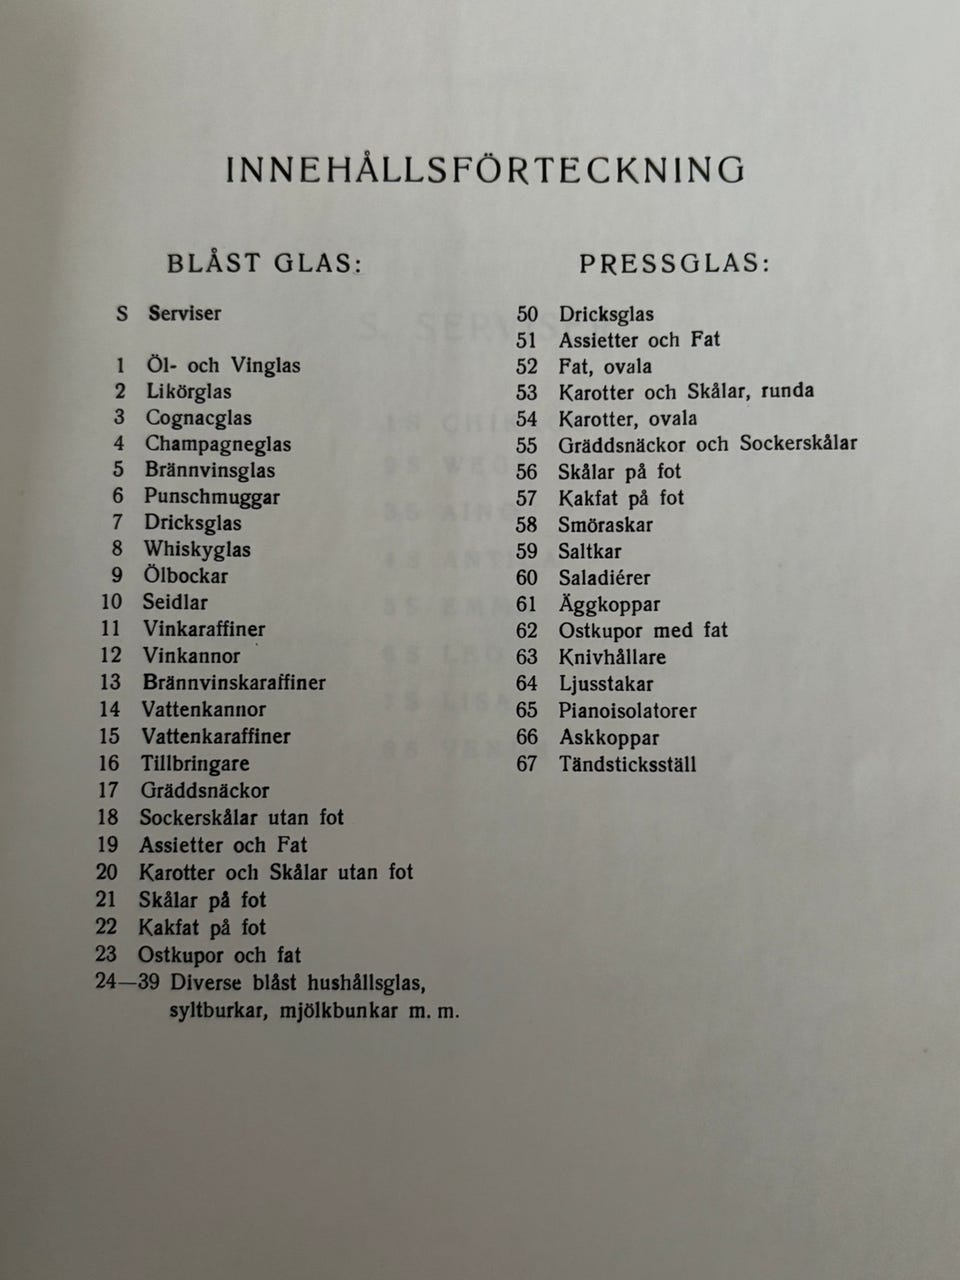 INNEHÅLLSFÖRTECKNING
BLÅST GLAS:
S Serviser
1 Öl- och Vinglas
2 Likörglas
3 Cognacglas
4 Champagneglas
5 Brännvinsglas
6 Punschmuggar
7 Dricksglas
8 Whiskyglas
9 Ölbockar
10 Seidlar
11 Vinkaraffiner
12 Vinkannor
13 Brännvinskaraffiner
14 Vattenkannor
15 Vattenkaraffiner
16 Tillbringare
17 Gräddsnäckor
18 Sockerskålar utan fot
19 Assietter och Fat
20 Karotter och Skålar utan fot
21 Skålar på fot
22 Kakfat på fot
23 Ostkupor och fat
24—39 Diverse blåst hushållsglas,
syltburkar, mjölkbunkar m. m.
PRESSGLAS:
50 Dricksglas
51 Assietter och Fat
52 Fat, ovala
53 Karotter och Skålar, runda
54 Karotter, ovala
55 Gräddsnäckor och Sockerskålar
56 Skålar på fot
57 Kakfat på fot
58 Smöraskar
59 Saltkar
60 Saladiérer
61 Äggkoppar
62 Ostkupor med fat
63 Knivhållare
64 Ljusstakar
65 Pianoisolatorer
66 Askkoppar
67 Tändsticksställ